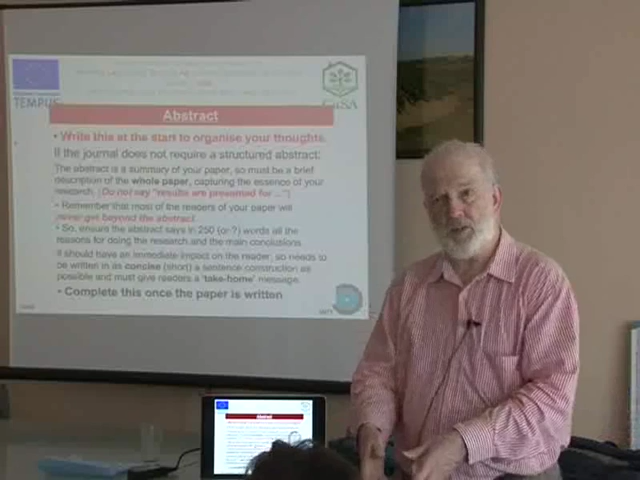 TEMPUS
CaSA
Abstract
• Write this at the start to organise your thoughts.
If the journal does not require a structured abstract:
The abstract is a summary of your paper, so must be a brief
description of the whole paper, capturing the essence of your
research. (Do not say "results are presented for ...")
• Remember that most of the readers of your paper will
never get beyond the abstract.
• So, ensure the abstract says in 250 (or ?) words all the
reasons for doing the research and the main conclusions.
It should have an immediate impact on the reader, so needs to
be written in as concise (short) a sentence construction as
possible and must give readers a 'take-home' message.
• Complete this once the paper is written
Abstract